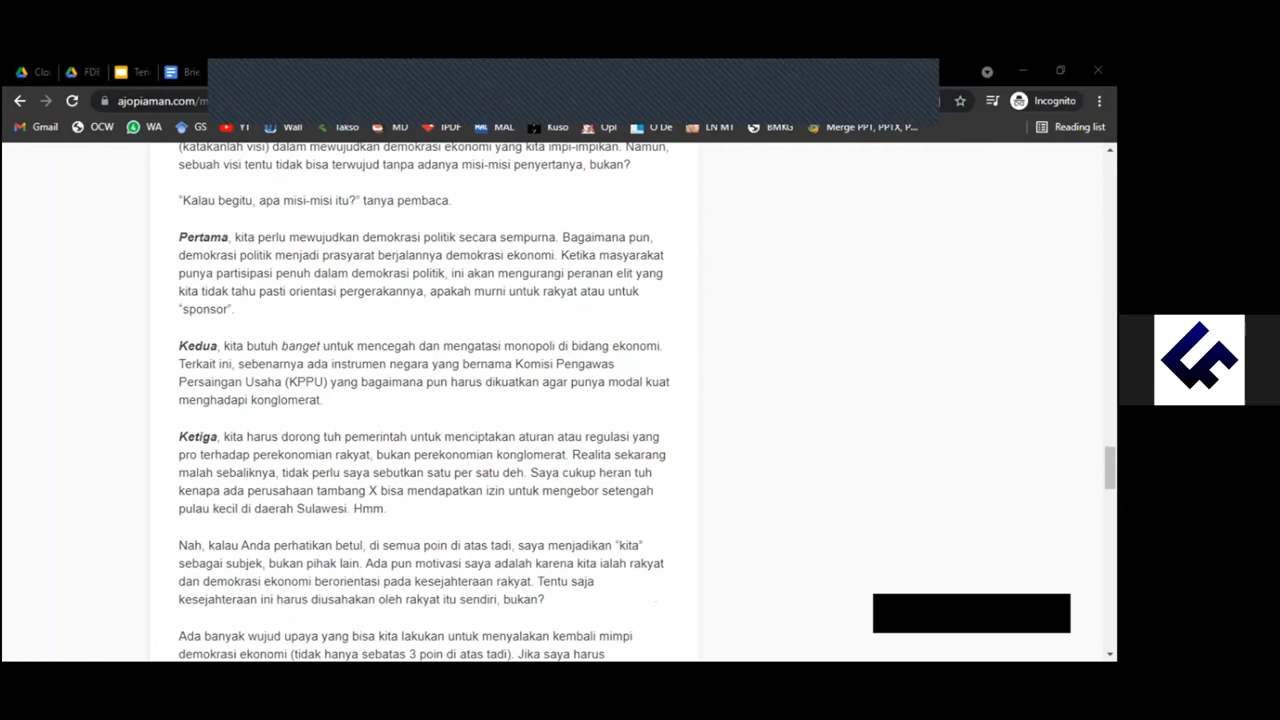 Clo
FDE
Ten
Brie
ajopiaman.com/m
Incognito
Gmail
OCW
WA
GS
YT
Wall
Takso
MD
IPDF
MAL
Kuso
Opi
O De
LN MT
BMKG
Merge PPT, PPTX, P...
Reading list
(katakanlah visi) dalam mewujudkan demokrasi ekonomi yang kita impi-impikan. Namun,
sebuah visi tentu tidak bisa terwujud tanpa adanya misi-misi penyertanya, bukan?
"Kalau begitu, apa misi-misi itu?" tanya pembaca.
Pertama, kita perlu mewujudkan demokrasi politik secara sempurna. Bagaimana pun,
demokrasi politik menjadi prasyarat berjalannya demokrasi ekonomi. Ketika masyarakat
punya partisipasi penuh dalam demokrasi politik, ini akan mengurangi peranan elit yang
kita tidak tahu pasti orientasi pergerakannya, apakah murni untuk rakyat atau untuk
"sponsor".
Kedua, kita butuh banget untuk mencegah dan mengatasi monopoli di bidang ekonomi.
Terkait ini, sebenarnya ada instrumen negara yang bernama Komisi Pengawas
Persaingan Usaha (KPPU) yang bagaimana pun harus dikuatkan agar punya modal kuat
menghadapi konglomerat.
Ketiga, kita harus dorong tuh pemerintah untuk menciptakan aturan atau regulasi yang
pro terhadap perekonomian rakyat, bukan perekonomian konglomerat. Realita sekarang
malah sebaliknya, tidak perlu saya sebutkan satu per satu deh. Saya cukup heran tuh
kenapa ada perusahaan tambang X bisa mendapatkan izin untuk mengebor setengah
pulau kecil di daerah Sulawesi. Hmm.
Nah, kalau Anda perhatikan betul, di semua poin di atas tadi, saya menjadikan "kita"
sebagai subjek, bukan pihak lain. Ada pun motivasi saya adalah karena kita ialah rakyat
dan demokrasi ekonomi berorientasi pada kesejahteraan rakyat. Tentu saja
kesejahteraan ini harus diusahakan oleh rakyat itu sendiri, bukan?
Ada banyak wujud upaya yang bisa kita lakukan untuk menyalakan kembali mimpi
demokrasi ekonomi (tidak hanya sebatas 3 poin di atas tadi). Jika saya harus